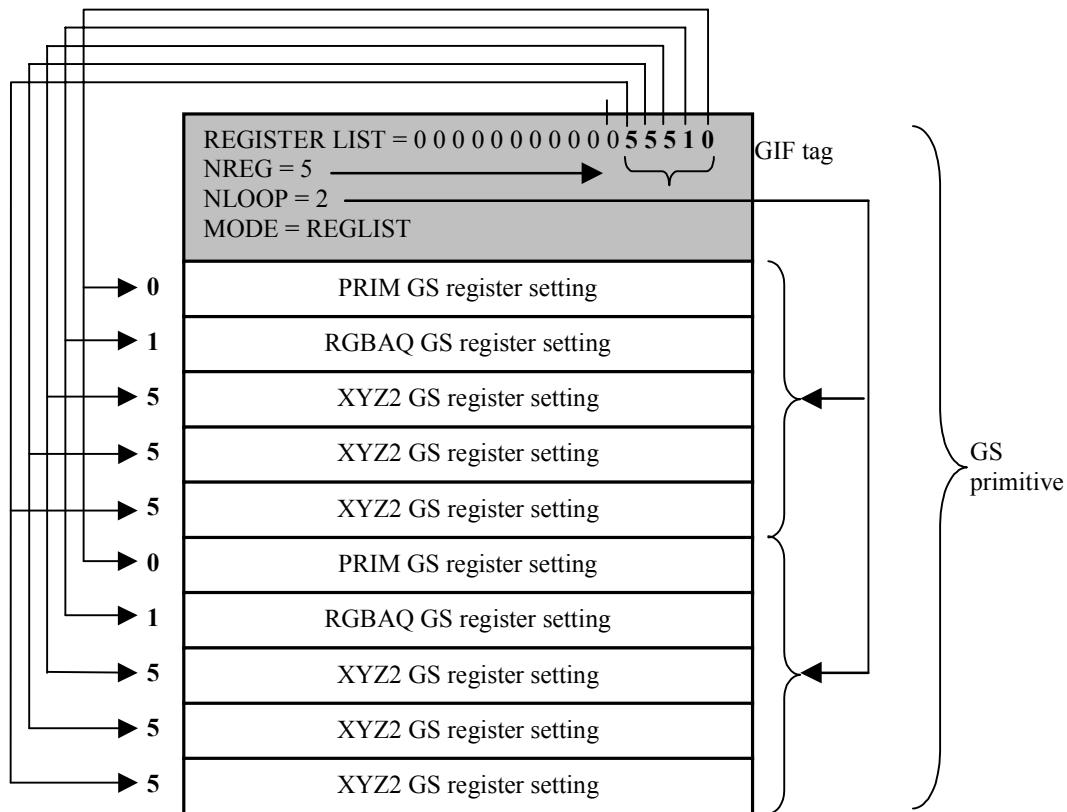 REGISTER LIST = 0 0 0 0 0 0 0 0 0 0 0 5 5 5 1 0
GIF tag
NREG = 5
NLOOP = 2
MODE = REGLIST
0 PRIM GS register setting
1 RGBAQ GS register setting
5 XYZ2 GS register setting
5 XYZ2 GS register setting
GS
primitive
5 XYZ2 GS register setting
0 PRIM GS register setting
1 RGBAQ GS register setting
5 XYZ2 GS register setting
5 XYZ2 GS register setting
5 XYZ2 GS register setting